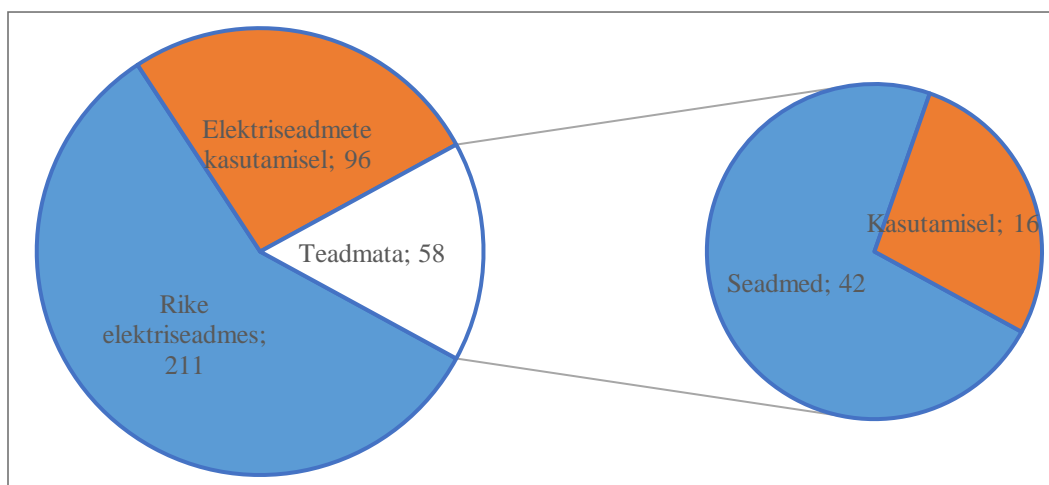 Elektriseadmete
kasutamisel; 96
Teadmata; 58
Rike
elektriseadmes;
211
Kasutamisel; 16
Seadmed; 42